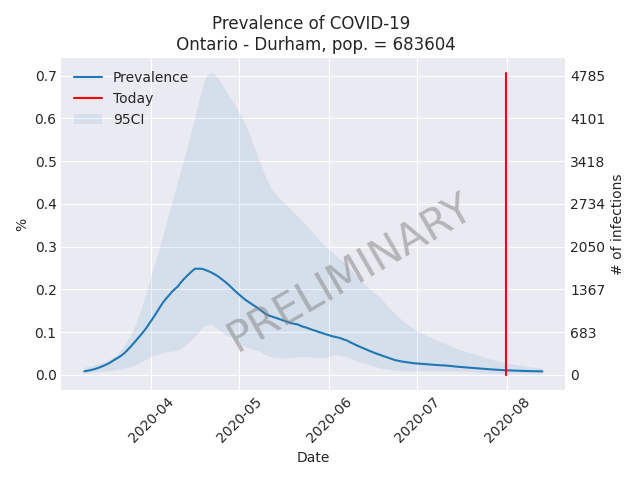 Prevalence of COVID-19
Ontario - Durham, pop. = 683604
Prevalence
Today
95CI
0.7
0.6
0.5
0.4
0.3
0.2
0.1
0.0
%
4785
4101
3418
2734
2050
1367
683
0
# of infections
PRELIMINARY
2020-04
2020-05
2020-06
2020-07
2020-08
Date